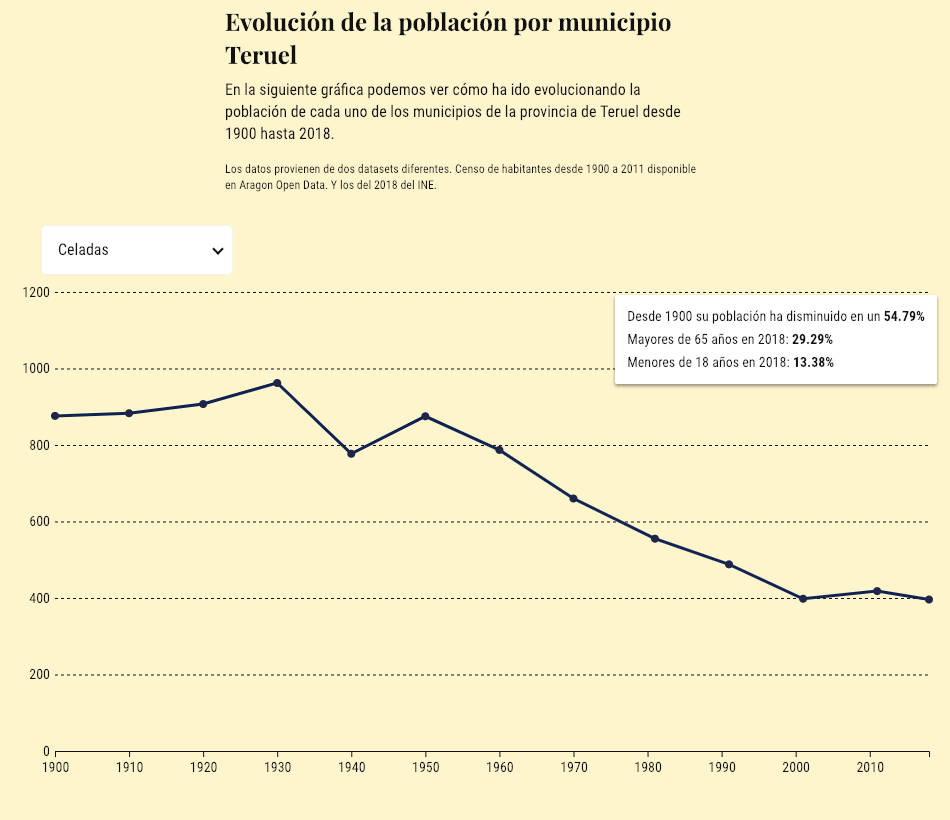 Evolución de la población por municipio
Teruel
En la siguiente gráfica podemos ver cómo ha ido evolucionando la
población de cada uno de los municipios de la provincia de Teruel desde
1900 hasta 2018.
Los datos provienen de dos datasets diferentes. Censo de habitantes desde 1900 a 2011 disponible
en Aragon Open Data. Y los del 2018 del INE.
Celadas
1200
Desde 1900 su población ha disminuido en un 54.79%
Mayores de 65 años en 2018: 29.29%
Menores de 18 años en 2018: 13.38%
1000
800
600
400
200
0
1900 1910 1920 1930 1940 1950 1960 1970 1980 1990 2000 2010